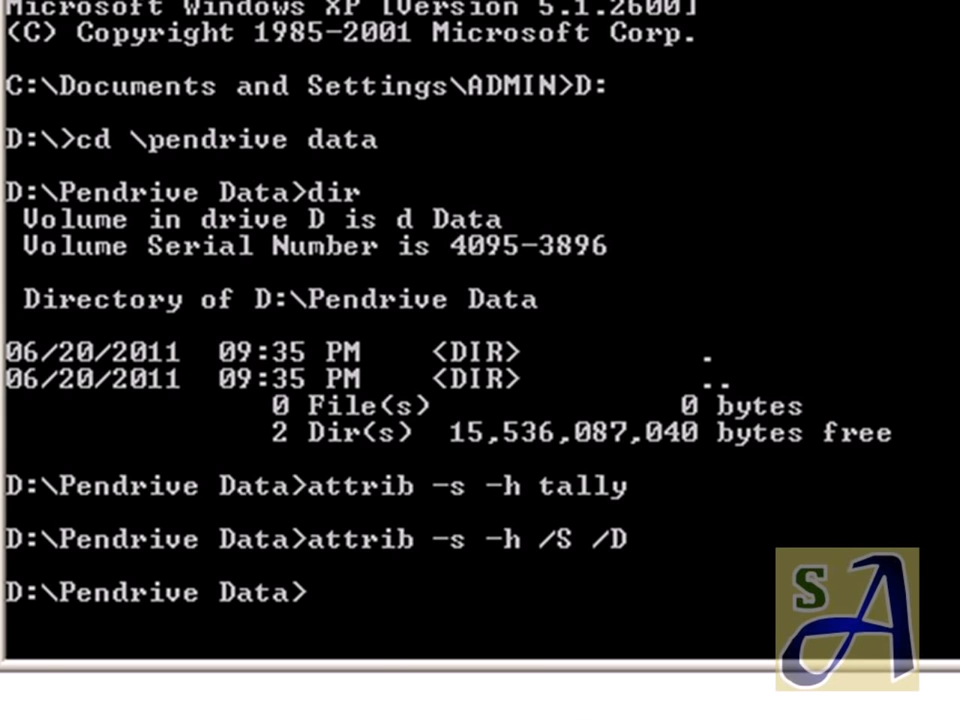 Microsoft Windows XP [Version 5.1.2600]
(C) Copyright 1985-2001 Microsoft Corp.
C:\Documents and Settings\ADMIN>D:
D:\>cd \pendrive data
D:\Pendrive Data>dir
Volume in drive D is d Data
Volume Serial Number is 4095-3896
Directory of D:\Pendrive Data
06/20/2011 09:35 PM <DIR> .
06/20/2011 09:35 PM <DIR> ..
0 File(s) 0 bytes
2 Dir(s) 15,536,087,040 bytes free
D:\Pendrive Data>attrib -s -h tally
D:\Pendrive Data>attrib -s -h /S /D
D:\Pendrive Data>
SA